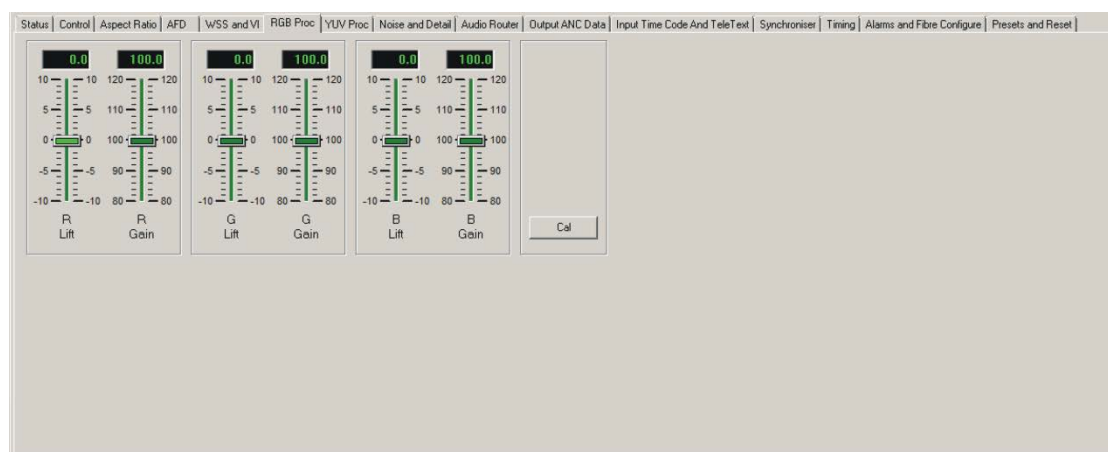 Status Control Aspect Ratio AFD WSS and VI RGB Proc YUV Proc Noise and Detail Audio Router Output ANC Data Input Time Code And TeleText Synchroniser Timing Alarms and Fibre Configure Presets and Reset
0.0 100.0 0.0 100.0 0.0 100.0
10 10 120 120 10 10 120 120 10 10 120 120
5 5 110 110 5 5 110 110 5 5 110 110
0 0 100 100 0 0 100 100 0 0 100 100
-5 -5 90 90 -5 -5 90 90 -5 -5 90 90
-10 -10 80 80 -10 -10 80 80 -10 -10 80 80
R R G G B B
Lift Gain Lift Gain Lift Gain
Cal